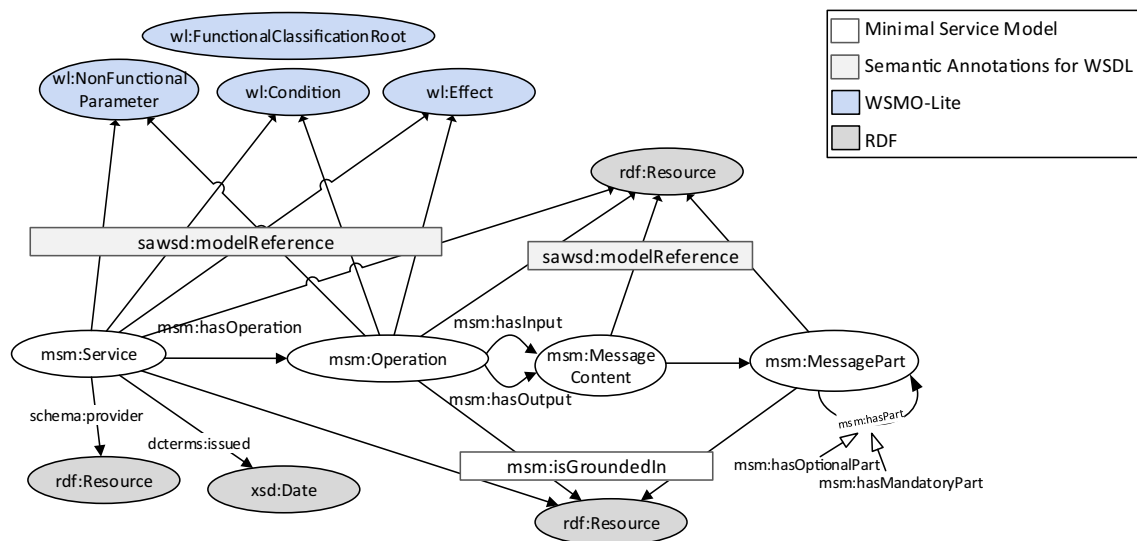 wl:FunctionalClassificationRoot
wl:NonFunctional
Parameter
wl:Condition
wl:Effect
Minimal Service Model
Semantic Annotations for WSDL
WSMO-Lite
RDF
rdf:Resource
sawsd:modelReference
sawsd:modelReference
msm:hasOperation
msm:hasInput
msm:Service
msm:Operation
msm:Message
Content
msm:MessagePart
msm:hasOutput
schema:provider
dcterms:issued
msm:hasPart
msm:isGroundedIn
msm:hasOptionalPart
msm:hasMandatoryPart
rdf:Resource
xsd:Date
rdf:Resource